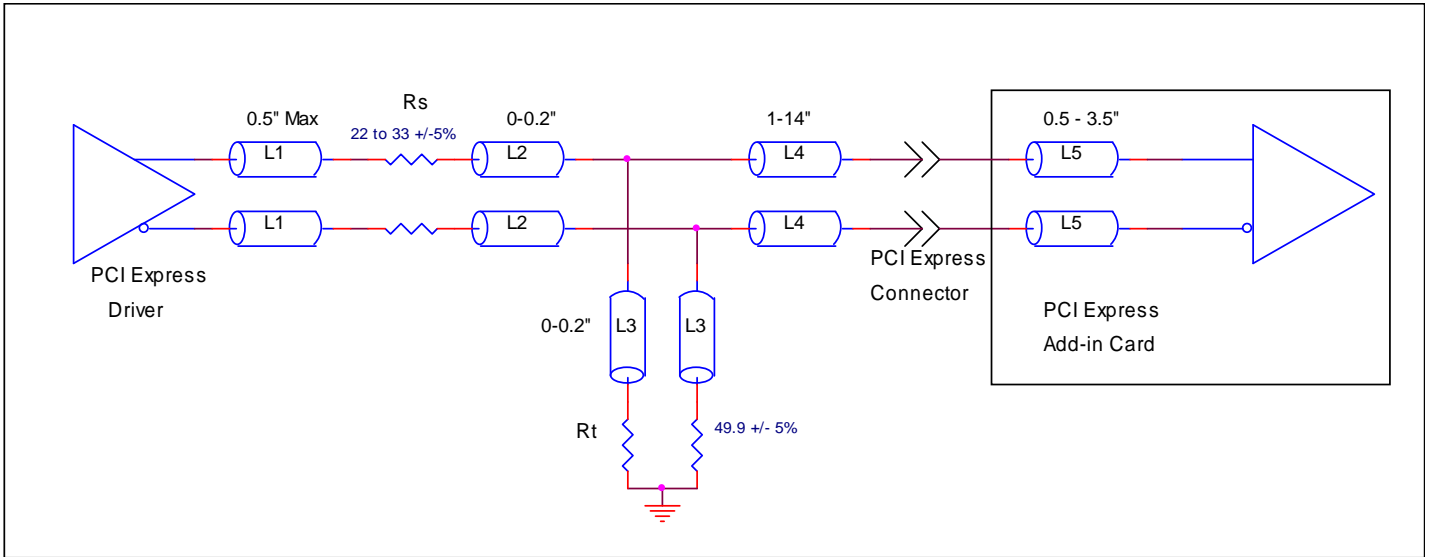 Rs
0.5" Max
22 to 33 +/-5%
0-0.2"
1-14"
0.5 - 3.5"
L1
L2
L4
L5
L1
L2
L4
L5
PCI Express
Driver
PCI Express
Connector
0-0.2"
L3
L3
PCI Express
Add-in Card
Rt
49.9 +/- 5%